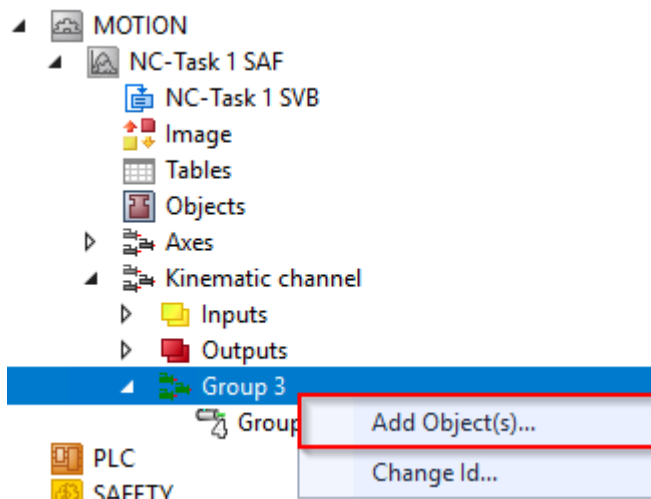 MOTION
NC-Task 1 SAF
NC-Task 1 SVB
Image
Tables
Objects
Axes
Kinematic channel
Inputs
Outputs
Group 3
Group
Add Object(s)...
Change Id...
PLC
SAFETY